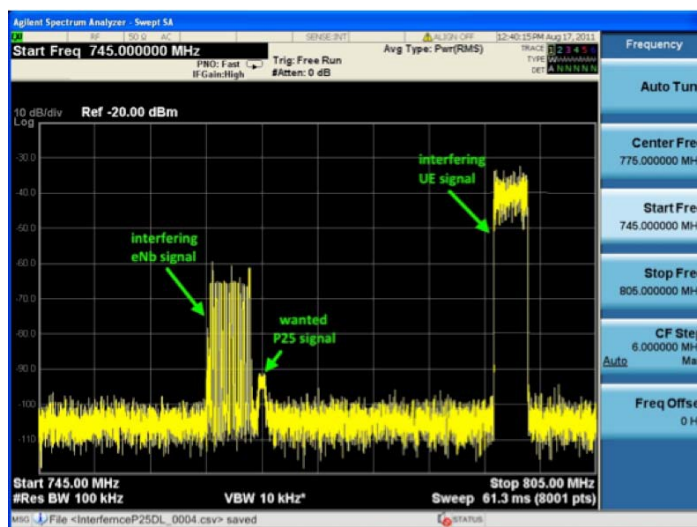 Agilent Spectrum Analyzer - Swept SA
RF 50 Ω AC SENSE:INT ALIGN OFF 12:40:15 PM Aug 17, 2011
Start Freq 745.000000 MHz
PNO: Fast
IFGain:High
Trig: Free Run
#Atten: 0 dB
Avg Type: Pwr(RMS)
TRACE 1 2 3 4 5 6
TYPE
DET A N N N N N
10 dB/div Ref -20.00 dBm
Log
-30.0
-40.0
-50.0
-60.0
-70.0
-80.0
-90.0
-100
-110
interfering
UE signal
interfering
eNb signal
wanted
P25 signal
Start 745.00 MHz
#Res BW 100 kHz
VBW 10 kHz*
Stop 805.00 MHz
Sweep 61.3 ms (8001 pts)
MSG File <InterfernceP25DL_0004.csv> saved
STATUS
Frequency
Auto Tun
Center Fre
775.000000 MH
Start Fre
745.000000 MH
Stop Fre
805.000000 MH
CF Step
6.000000 MH
Auto Ma
Freq Offse
0 H